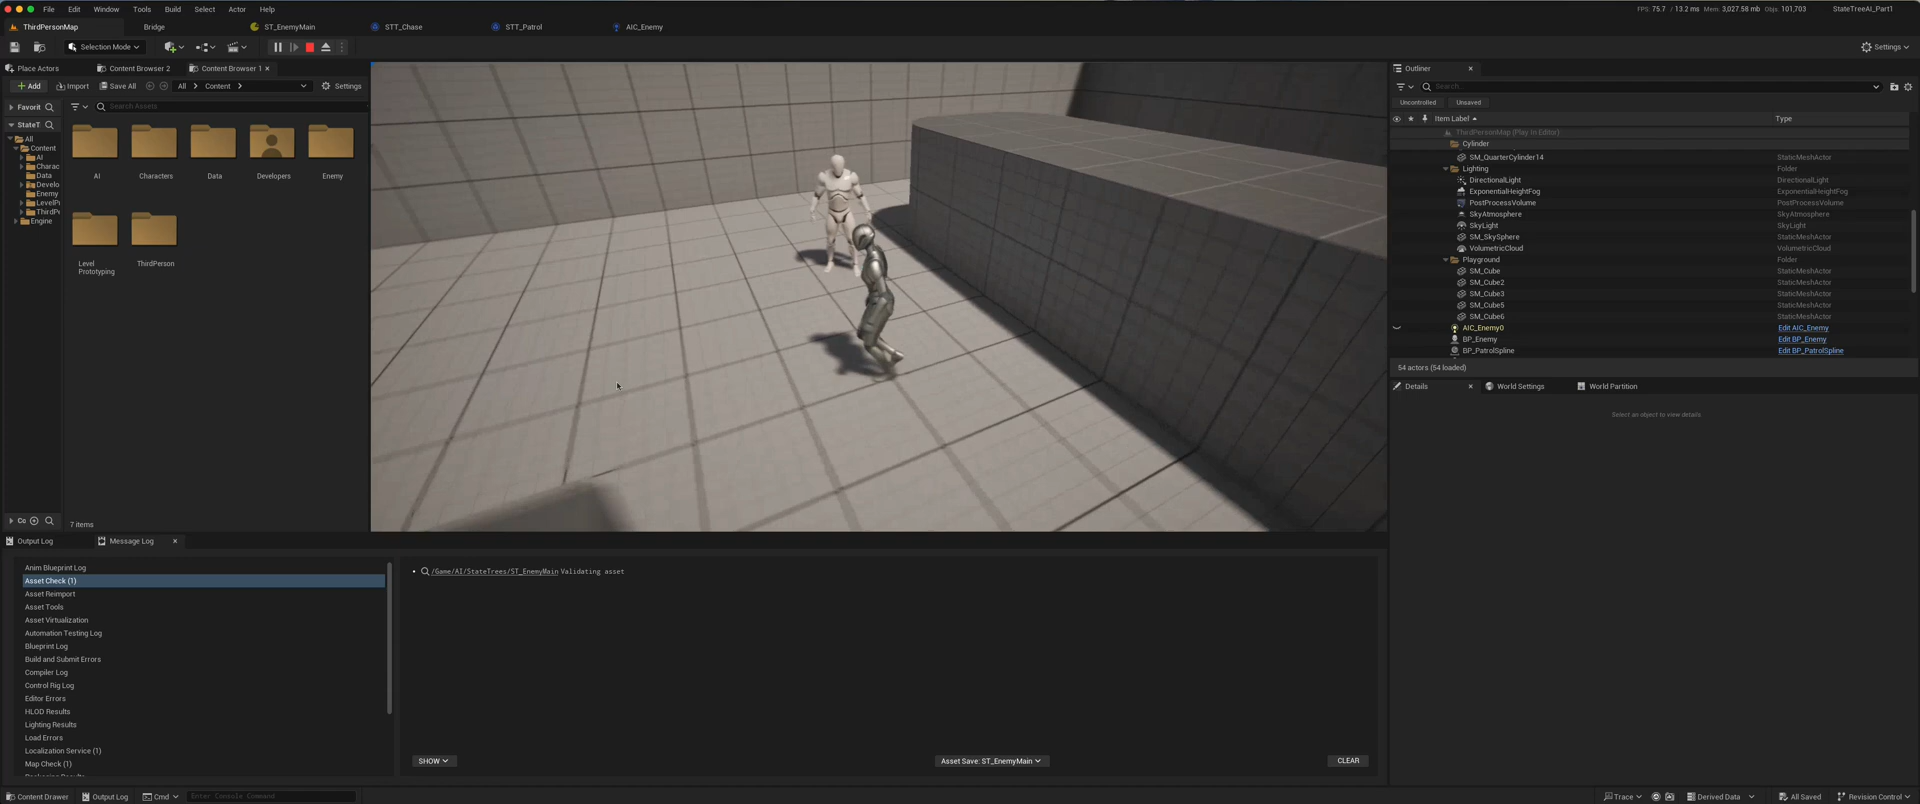 File Edit Window Tools Build Select Actor Help
FPS: 75.7 / 13.2 ms Mem: 3,027.58 mb Objs: 101,703 StateTreeAI_Part1
ThirdPersonMap Bridge ST_EnemyMain STT_Chase STT_Patrol AIC_Enemy
Selection Mode Settings
Place Actors Content Browser 2 Content Browser 1
Add Import Save All All Content Settings
Favorit
Search Assets
StateT
All
Content
AI
Charac
Data
Develo
Enemy
LevelPr
ThirdPe
Engine
AI Characters Data Developers Enemy
Level
Prototyping
ThirdPerson
7 items
Outliner
Search...
Uncontrolled Unsaved
Item Label Type
ThirdPersonMap (Play In Editor)
Cylinder
SM_QuarterCylinder14 StaticMeshActor
Lighting Folder
DirectionalLight DirectionalLight
ExponentialHeightFog ExponentialHeightFog
PostProcessVolume PostProcessVolume
SkyAtmosphere SkyAtmosphere
SkyLight SkyLight
SM_SkySphere StaticMeshActor
VolumetricCloud VolumetricCloud
Playground Folder
SM_Cube StaticMeshActor
SM_Cube2 StaticMeshActor
SM_Cube3 StaticMeshActor
SM_Cube5 StaticMeshActor
SM_Cube6 StaticMeshActor
AIC_Enemy0 Edit AIC_Enemy
BP_Enemy Edit BP_Enemy
BP_PatrolSpline Edit BP_PatrolSpline
54 actors (54 loaded)
Details World Settings World Partition
Select an object to view details.
Output Log Message Log
Anim Blueprint Log
Asset Check (1)
Asset Reimport
Asset Tools
Asset Virtualization
Automation Testing Log
Blueprint Log
Build and Submit Errors
Compiler Log
Control Rig Log
Editor Errors
HLOD Results
Lighting Results
Load Errors
Localization Service (1)
Map Check (1)
/Game/AI/StateTrees/ST_EnemyMain Validating asset
SHOW Asset Save: ST_EnemyMain CLEAR
Content Drawer Output Log Cmd Enter Console Command
Trace Derived Data All Saved Revision Control